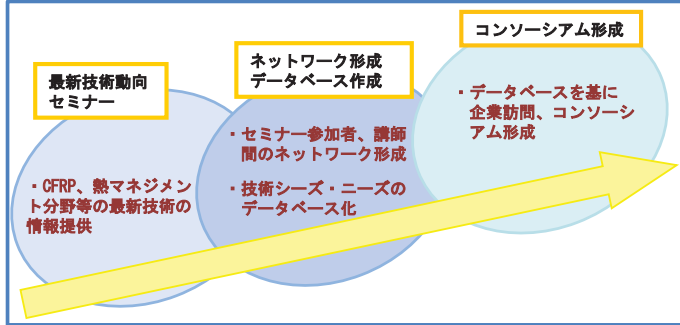 最新技術動向
セミナー
・CFRP、熱マネジメン
ト分野等の最新技術の
情報提供
ネットワーク形成
データベース作成
・セミナー参加者、講師
間のネットワーク形成
・技術シーズ・ニーズの
データベース化
コンソーシアム形成
・データベースを基に
企業訪問、コンソーシ
アム形成